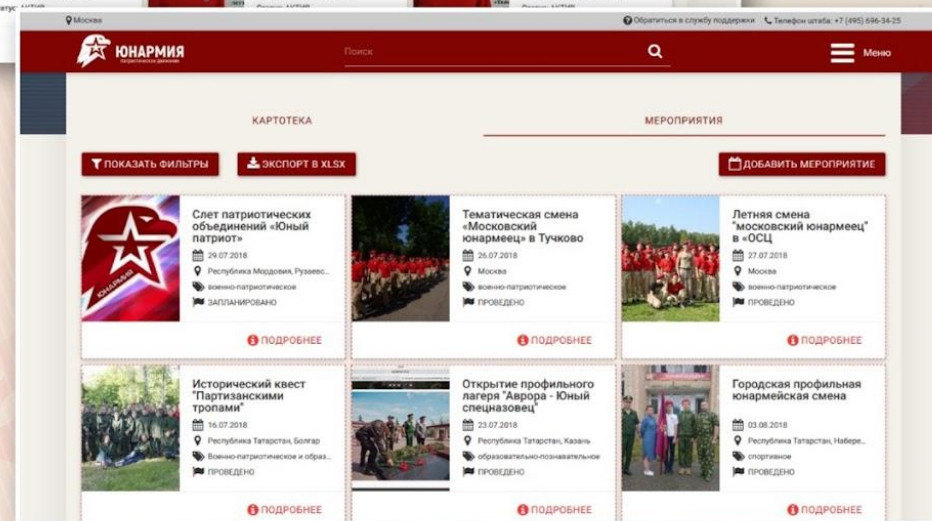 Москва
Обратиться в службу поддержки
Телефон штаба: +7 (495) 696-34-25
ЮНАРМИЯ
Поиск
Меню
КАРТОТЕКА
МЕРОПРИЯТИЯ
ПОКАЗАТЬ ФИЛЬТРЫ
ЭКСПОРТ В XLSX
ДОБАВИТЬ МЕРОПРИЯТИЕ
Слет патриотических
объединений «Юный
патриот»
29.07.2018
Республика Мордовия, Рузаевс...
военно-патриотическое
ЗАПЛАНИРОВАНО
ПОДРОБНЕЕ
Тематическая смена
«Московский
юнармеец» в Тучково
26.07.2018
Москва
военно-патриотическое
ПРОВЕДЕНО
ПОДРОБНЕЕ
Летняя смена
"московский юнармеец"
в «ОСЦ
27.07.2018
Москва
военно-патриотическое
ПРОВЕДЕНО
ПОДРОБНЕЕ
Исторический квест
"Партизанскими
тропами"
16.07.2018
Республика Татарстан, Болгар
Военно-патриотическое и образ...
ПРОВЕДЕНО
ПОДРОБНЕЕ
Открытие профильного
лагеря "Аврора - Юный
спецназовец"
23.07.2018
Республика Татарстан, Казань
образовательно-познавательное
ПРОВЕДЕНО
ПОДРОБНЕЕ
Городская профильная
юнармейская смена
03.08.2018
Республика Татарстан, Набере...
спортивное
ПРОВЕДЕНО
ПОДРОБНЕЕ